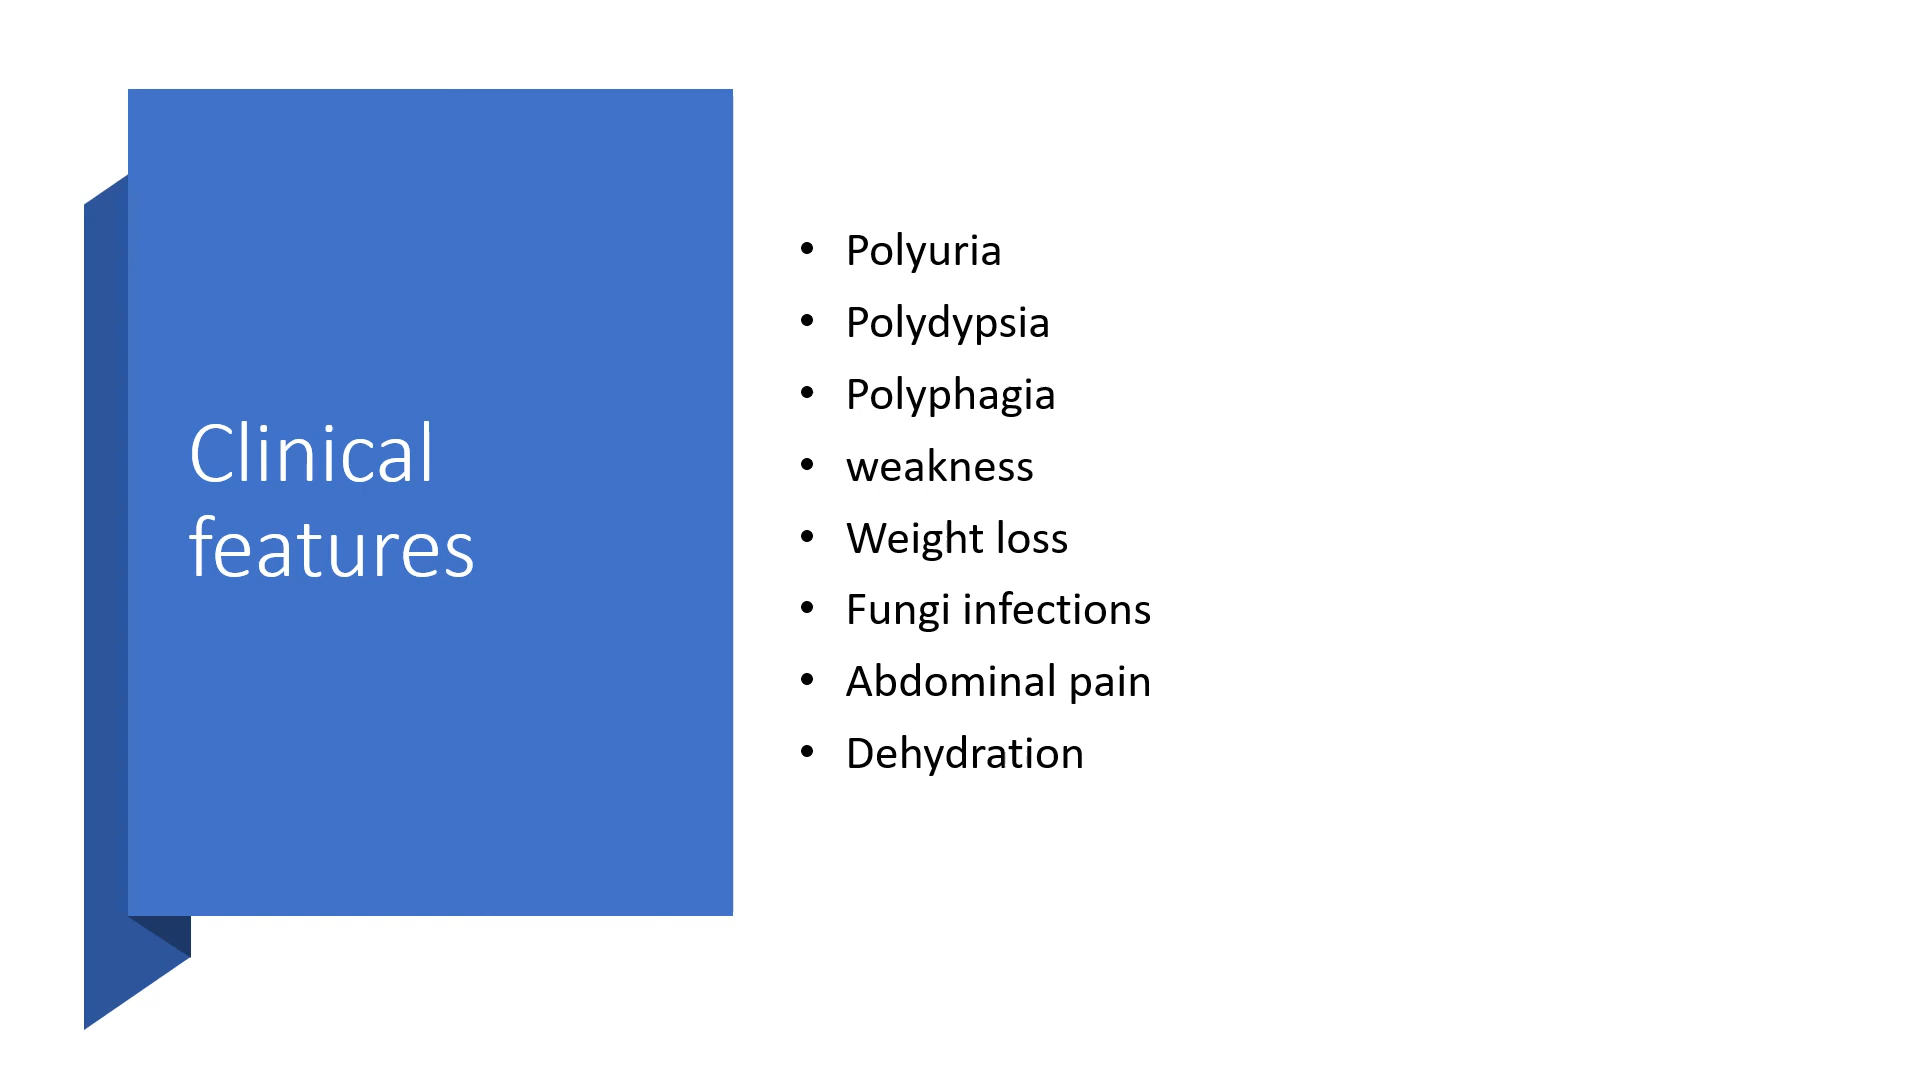 Clinical
features
• Polyuria
• Polydypsia
• Polyphagia
• weakness
• Weight loss
• Fungi infections
• Abdominal pain
• Dehydration